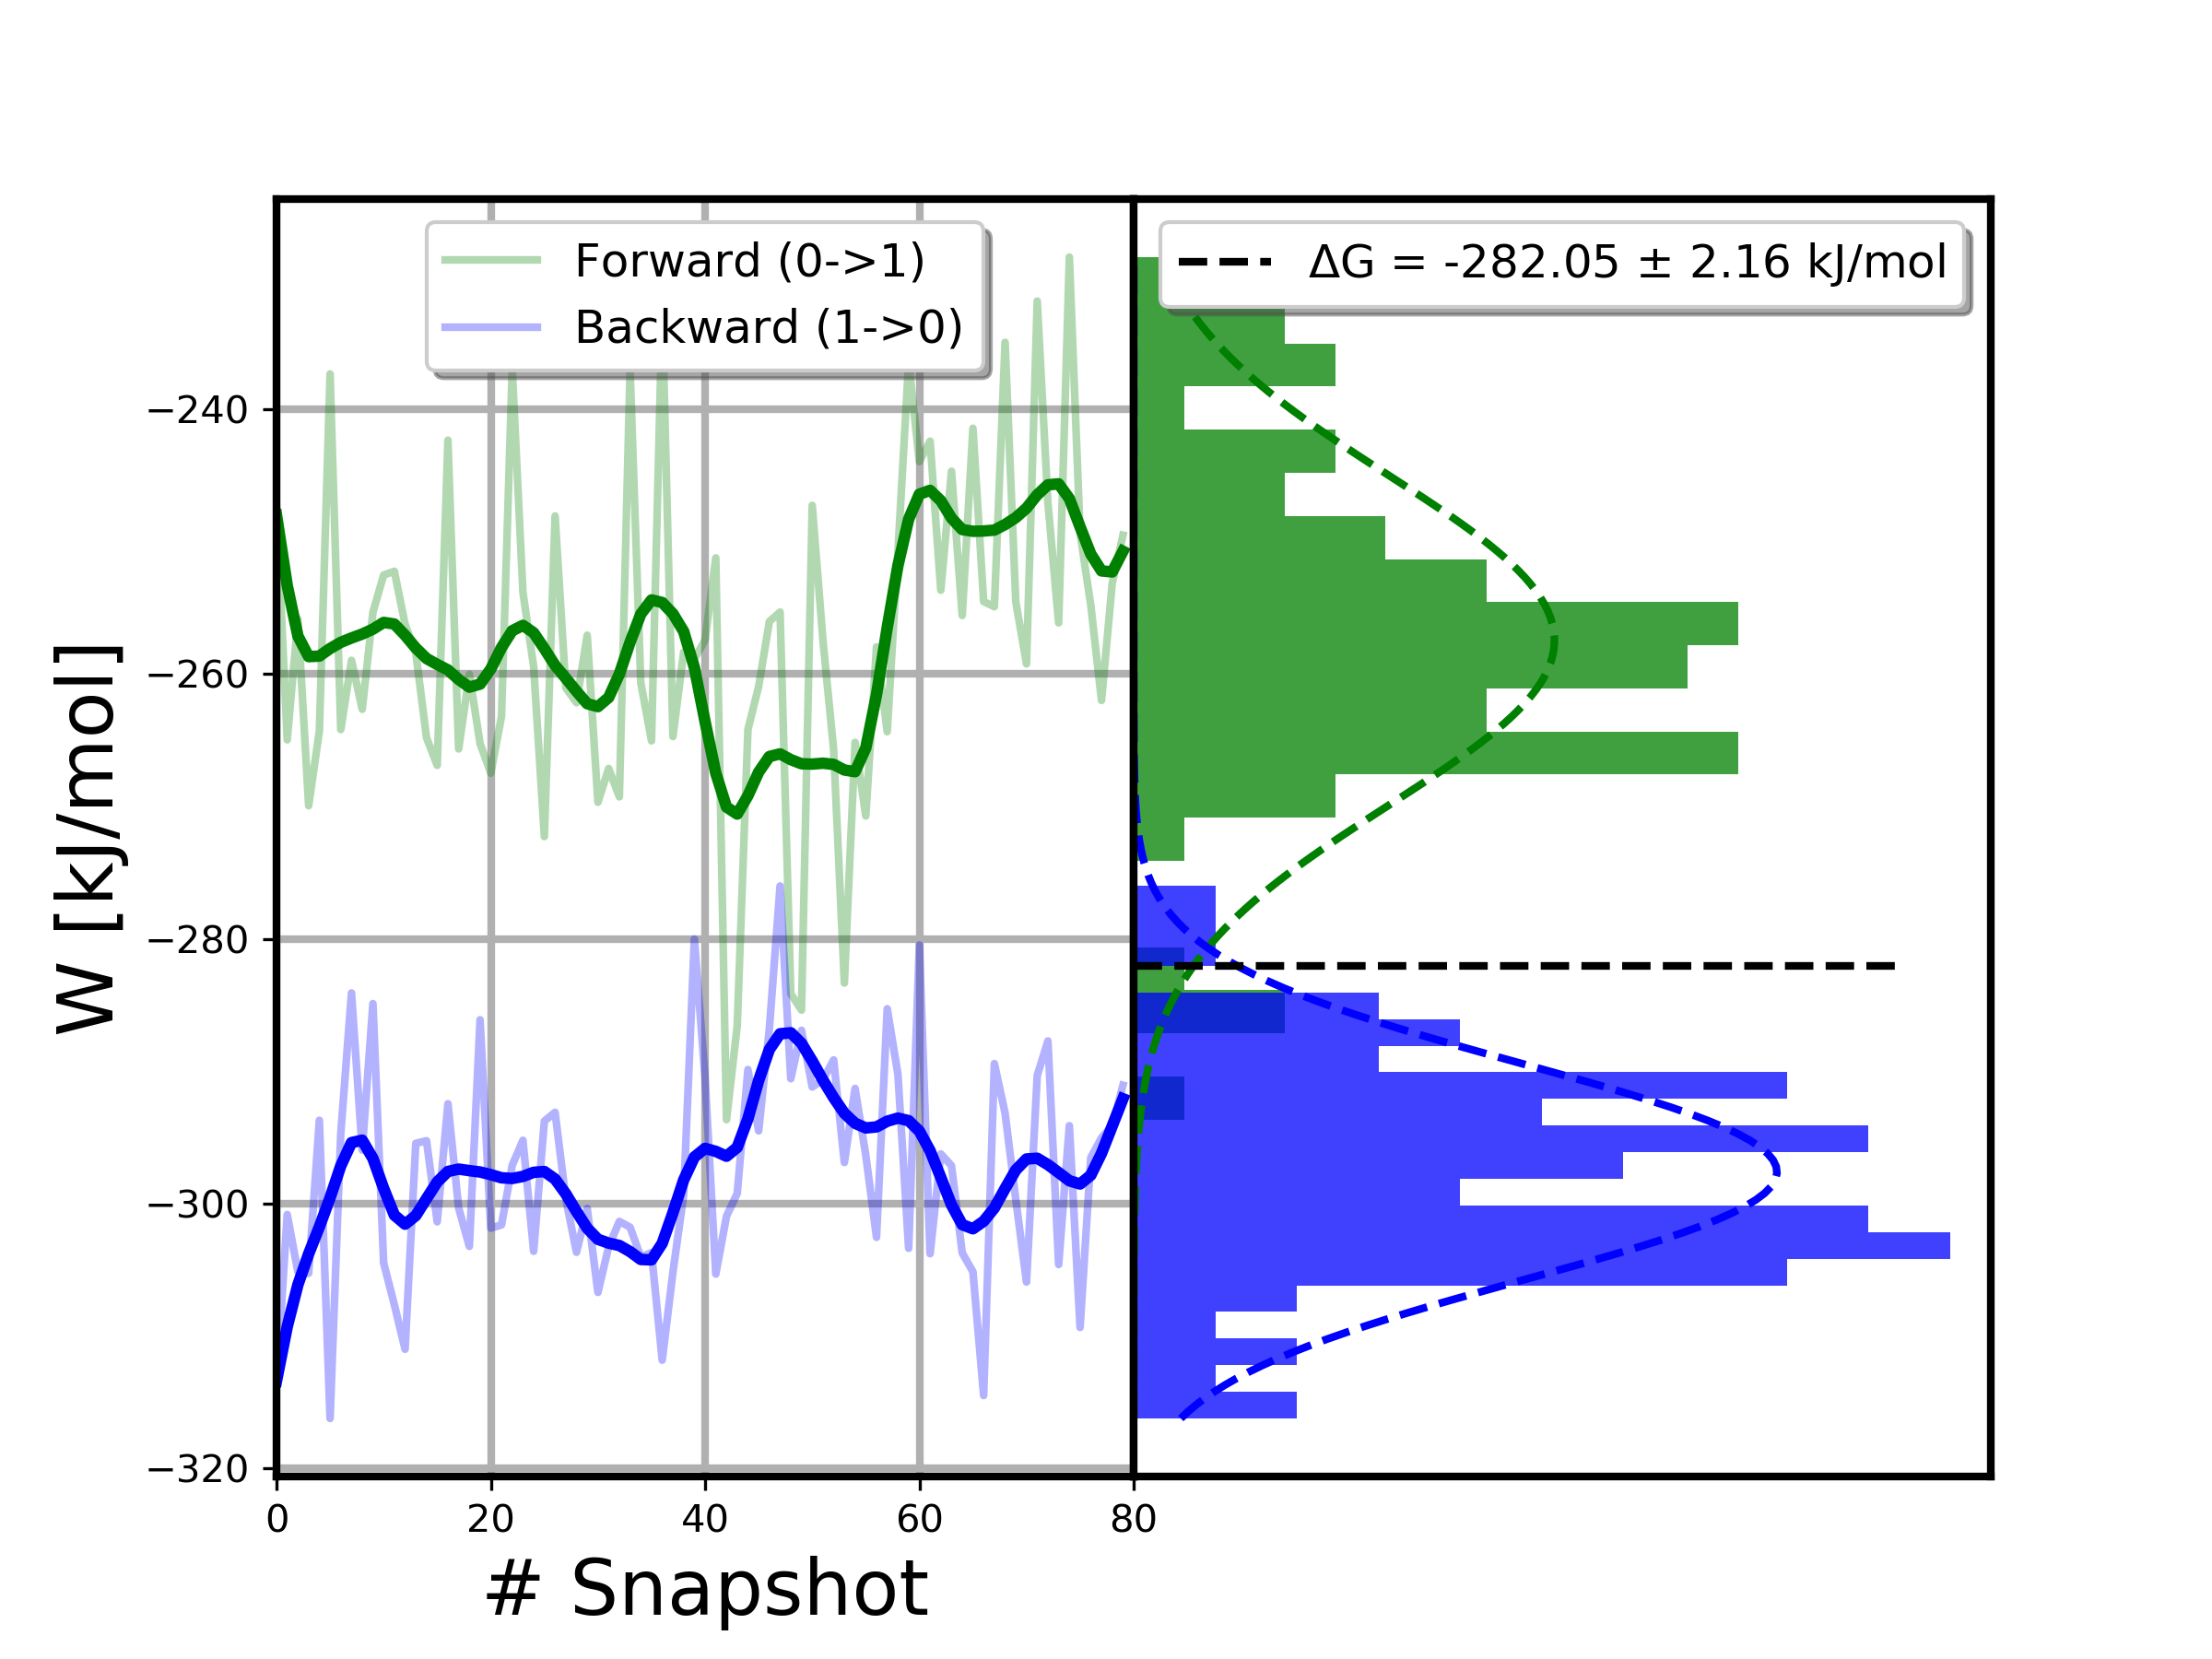 Forward (0->1)
Backward (1->0)
ΔG = -282.05 ± 2.16 kJ/mol
W [kJ/mol]
−240
−260
−280
−300
−320
0 20 40 60 80
# Snapshot